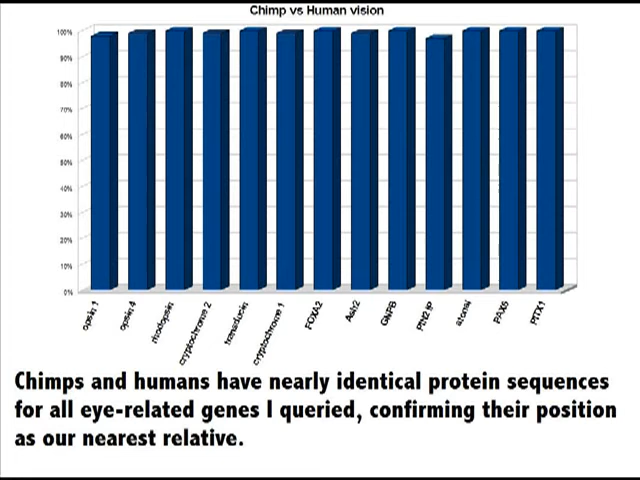 Chimp vs Human vision
100%
90%
80%
70%
60%
50%
40%
30%
20%
10%
0%
opsin 1
opsin 4
rhodopsin
cryptochrome 2
transducin
cryptochrome 1
FOXA2
Ash2
GNPB
atonal
PAX6
PITX1
Chimps and humans have nearly identical protein sequences
for all eye-related genes I queried, confirming their position
as our nearest relative.